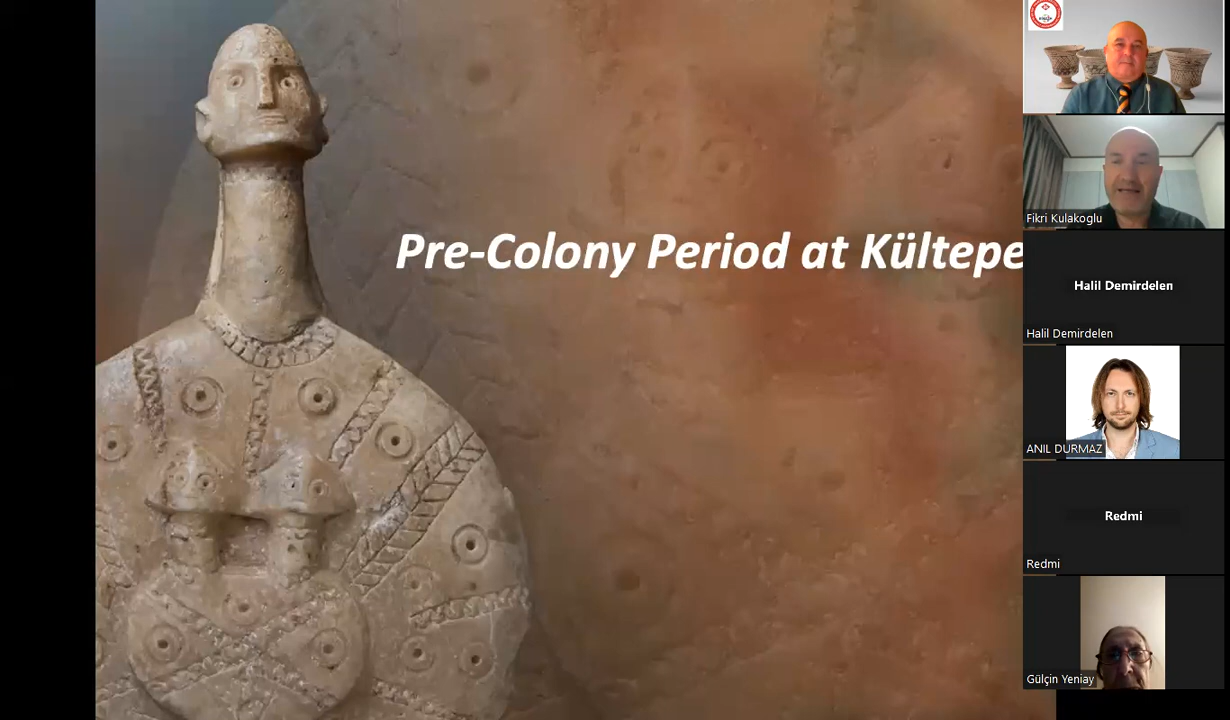 Pre-Colony Period at Kültepe
Fikri Kulakoglu
Halil Demirdelen
Halil Demirdelen
ANIL DURMAZ
Redmi
Redmi
Gülçin Yeniay